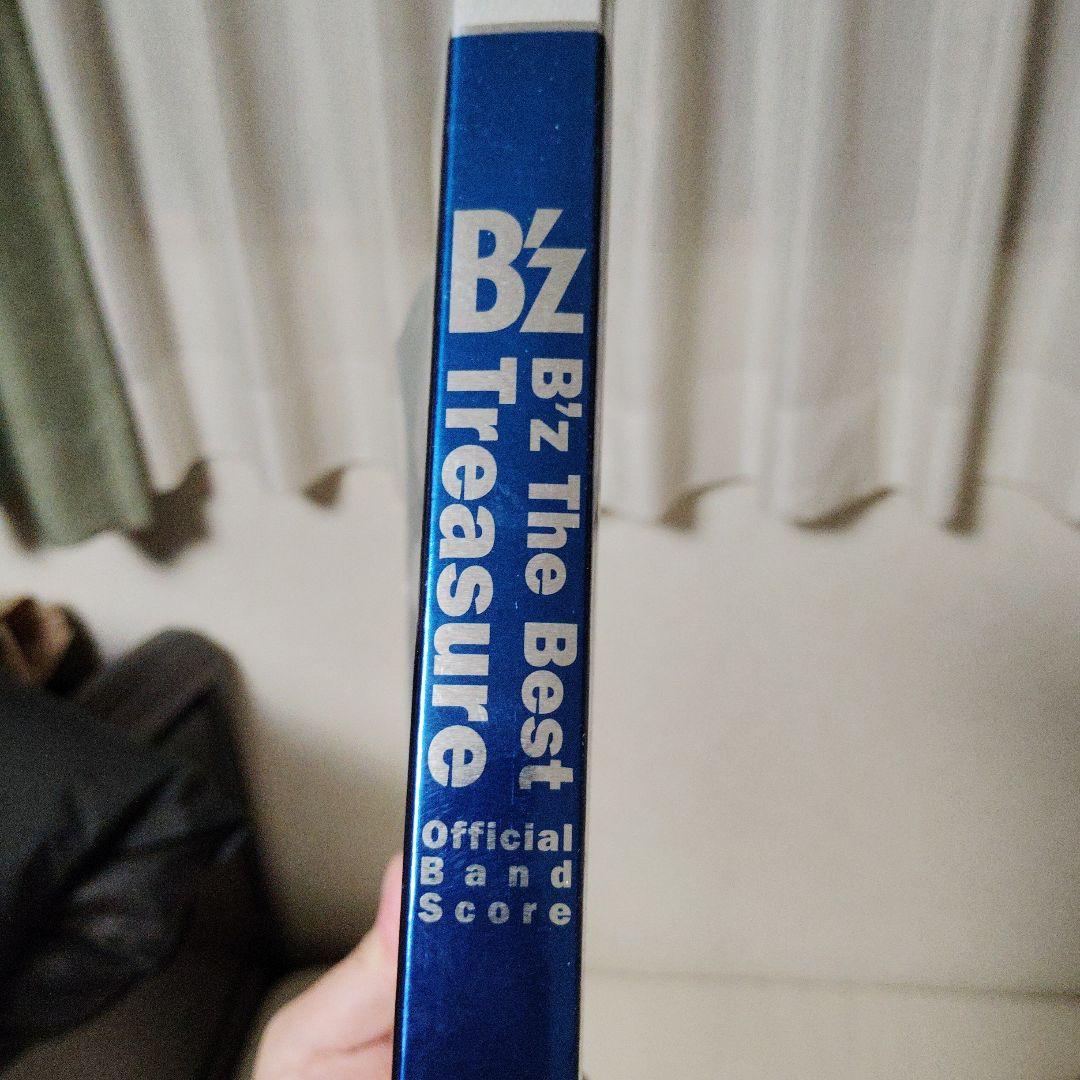 B'z
B'z The Best
Treasure
Official
Band
Score